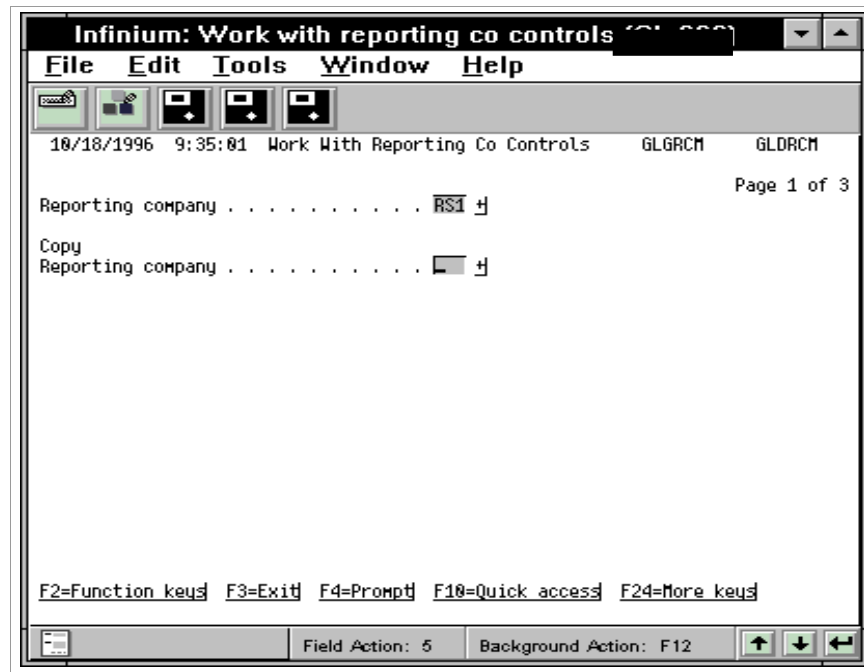 Infinium: Work with reporting co controls
File Edit Tools Window Help
10/18/1996 9:35:01 Work With Reporting Co Controls GLGRCM GLDRCM
Page 1 of 3
Reporting company . . . . . . . . . . RS1 +
Copy
Reporting company . . . . . . . . . . _ +
F2=Function keys F3=Exit F4=Prompt F10=Quick access F24=More keys
Field Action: 5 Background Action: F12